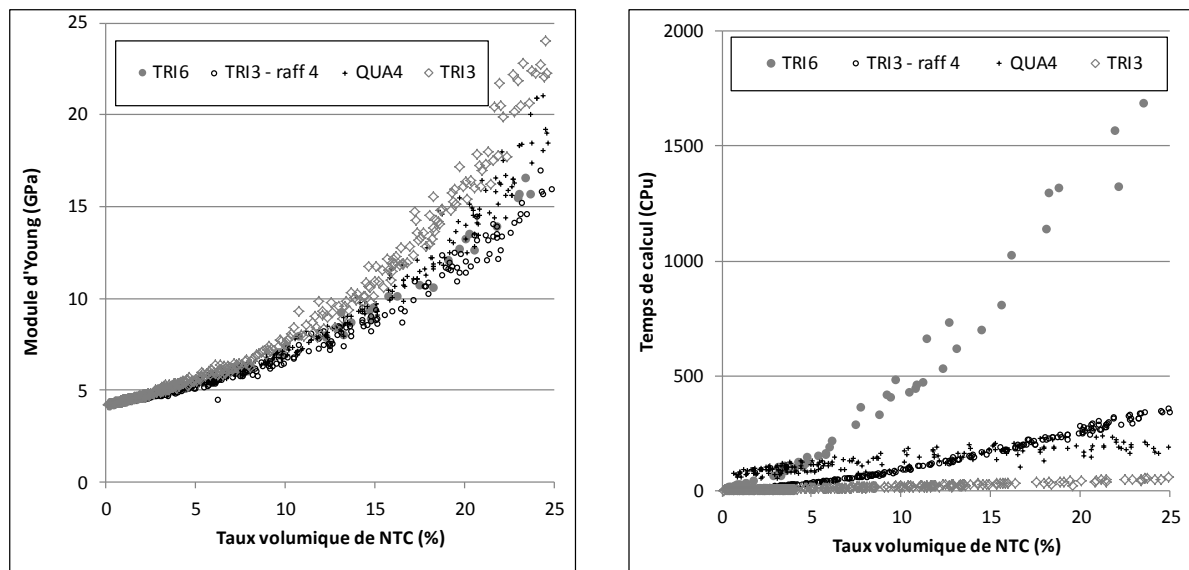 25
20
15
10
5
0
Module d'Young (GPa)
TRI6 TRI3 - raff 4 QUA4 TRI3
0 5 10 15 20 25
Taux volumique de NTC (%)
2000
1500
1000
500
0
Temps de calcul (CPu)
TRI6 TRI3 - raff 4 QUA4 TRI3
0 5 10 15 20 25
Taux volumique de NTC (%)